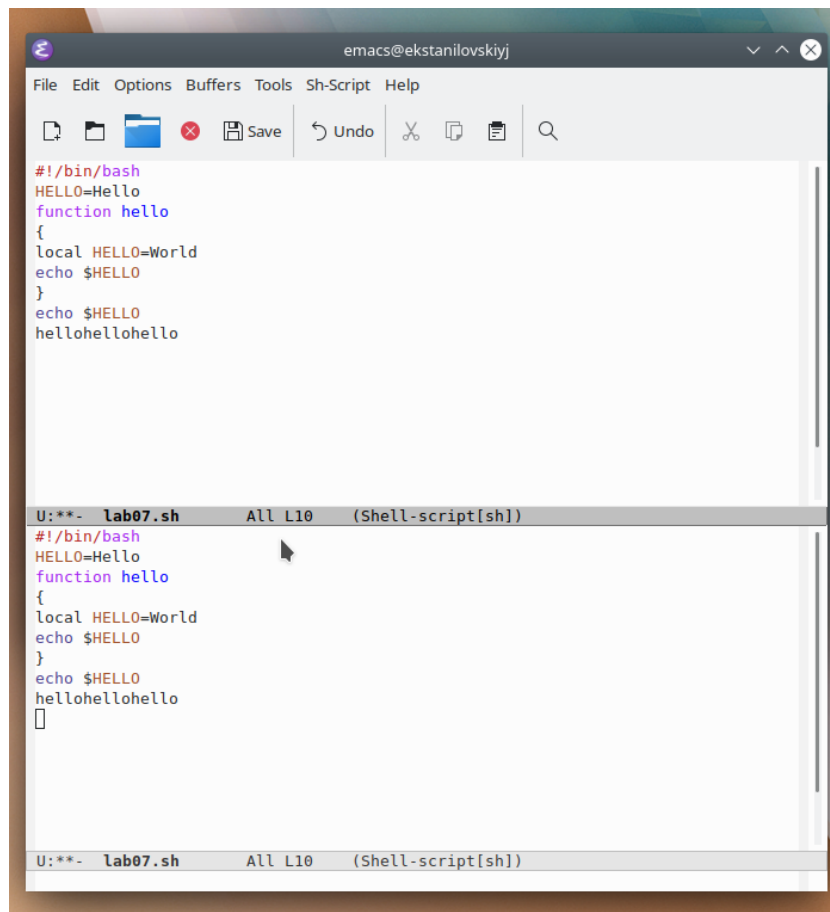 emacs@ekstanilovskiyj
File Edit Options Buffers Tools Sh-Script Help
Save Undo
#!/bin/bash
HELLO=Hello
function hello
{
local HELLO=World
echo $HELLO
}
echo $HELLO
hellohellohello
U:**- lab07.sh All L10 (Shell-script[sh])
#!/bin/bash
HELLO=Hello
function hello
{
local HELLO=World
echo $HELLO
}
echo $HELLO
hellohellohello
U:**- lab07.sh All L10 (Shell-script[sh])